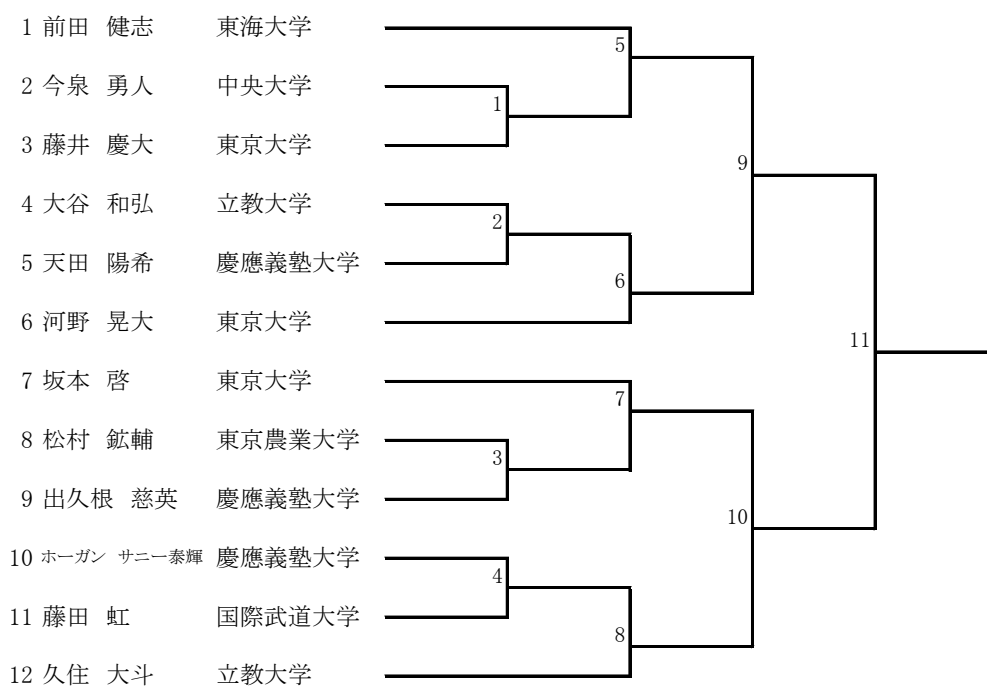 1 前田 健志 東海大学
5
2 今泉 勇人 中央大学
1
3 藤井 慶大 東京大学
9
4 大谷 和弘 立教大学
2
5 天田 陽希 慶應義塾大学
6
6 河野 晃大 東京大学
11
7 坂本 啓 東京大学
7
8 松村 鉱輔 東京農業大学
3
9 出久根 慈英 慶應義塾大学
10
10 ホーガン サニー泰輝 慶應義塾大学
4
11 藤田 虹 国際武道大学
8
12 久住 大斗 立教大学